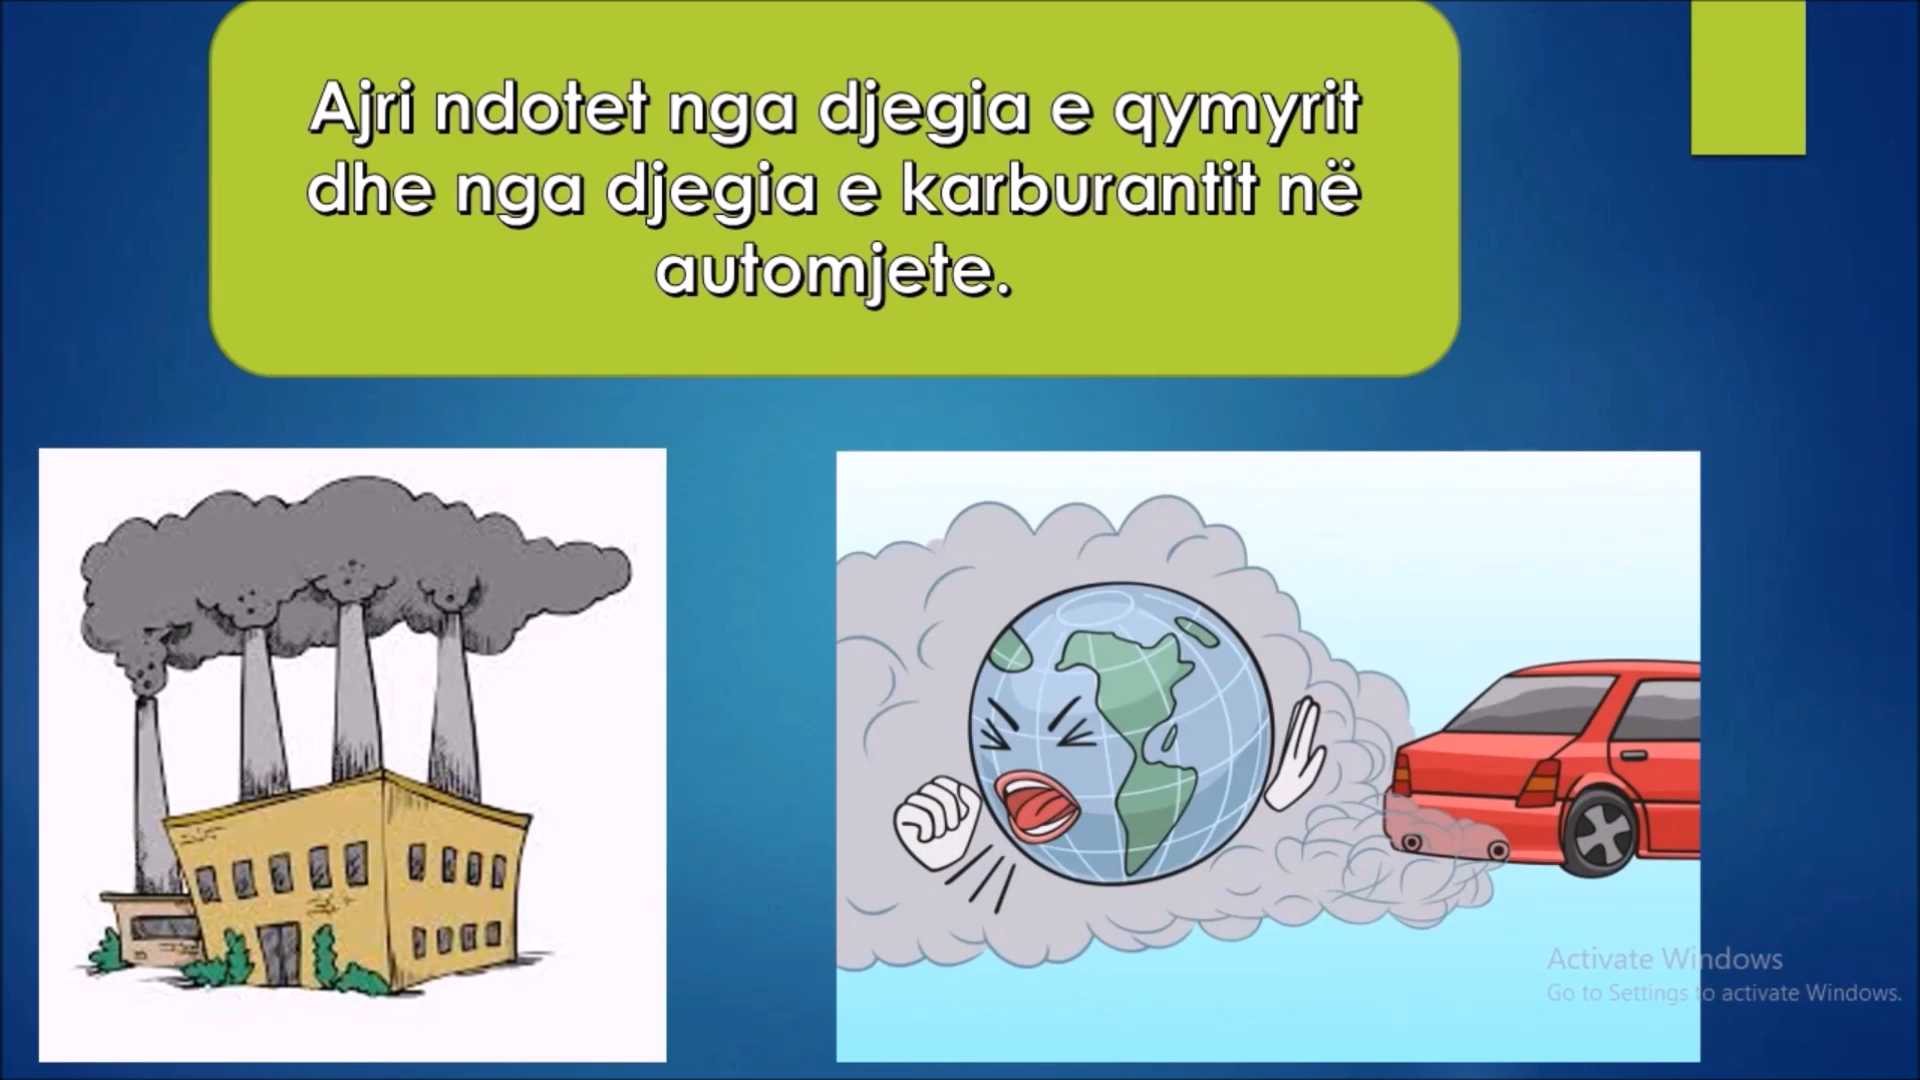 Ajri ndotet nga djegia e qymyrit
dhe nga djegia e karburantit në
automjete.
Activate Windows
Go to Settings to activate Windows.